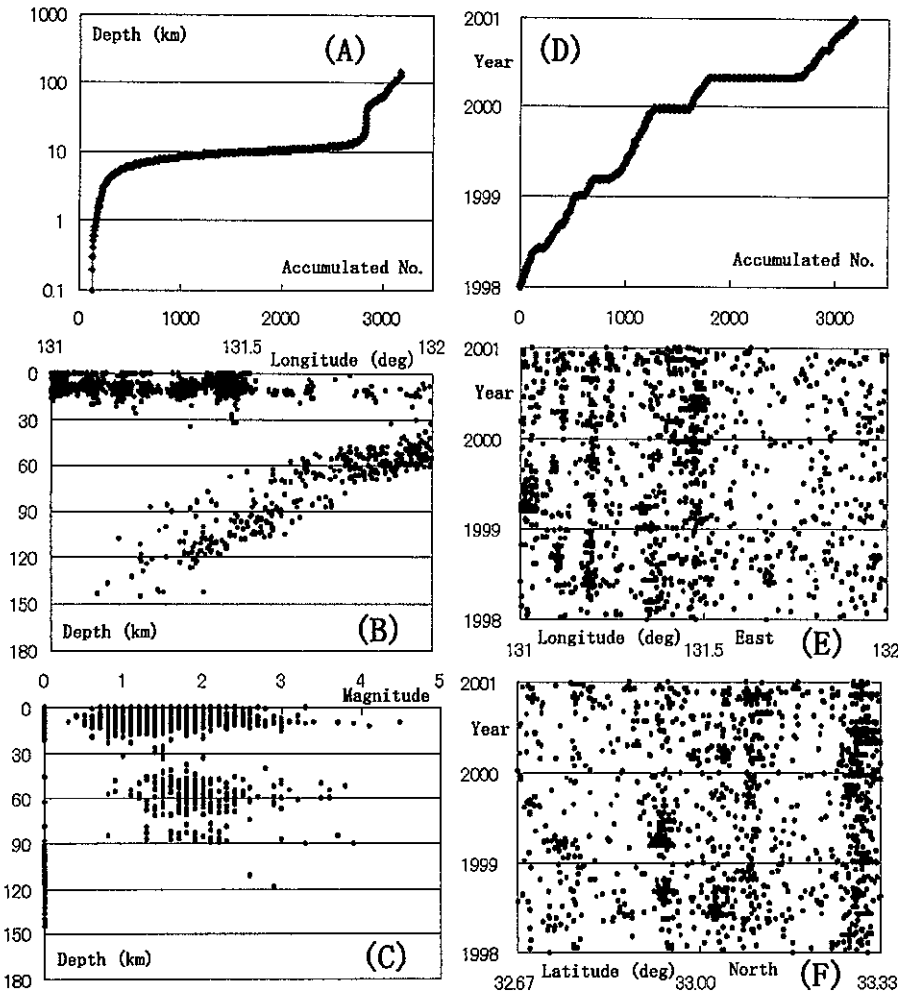 1000
Depth (km)
(A)
100
10
1
0.1
Accumulated No.
0 1000 2000 3000
2001
Year
(D)
2000
1999
1998
Accumulated No.
0 1000 2000 3000
131 131.5 132
Longitude (deg)
0
30
60
90
120
150
180
Depth (km)
(B)
2001
Year
2000
1999
1998
Longitude (deg) East (E)
131 131.5 132
0 1 2 3 4 5
Magnitude
0
30
60
90
120
150
180
Depth (km)
(C)
2001
Year
2000
1999
1998
Latitude (deg) North (F)
32.67 33.00 33.33